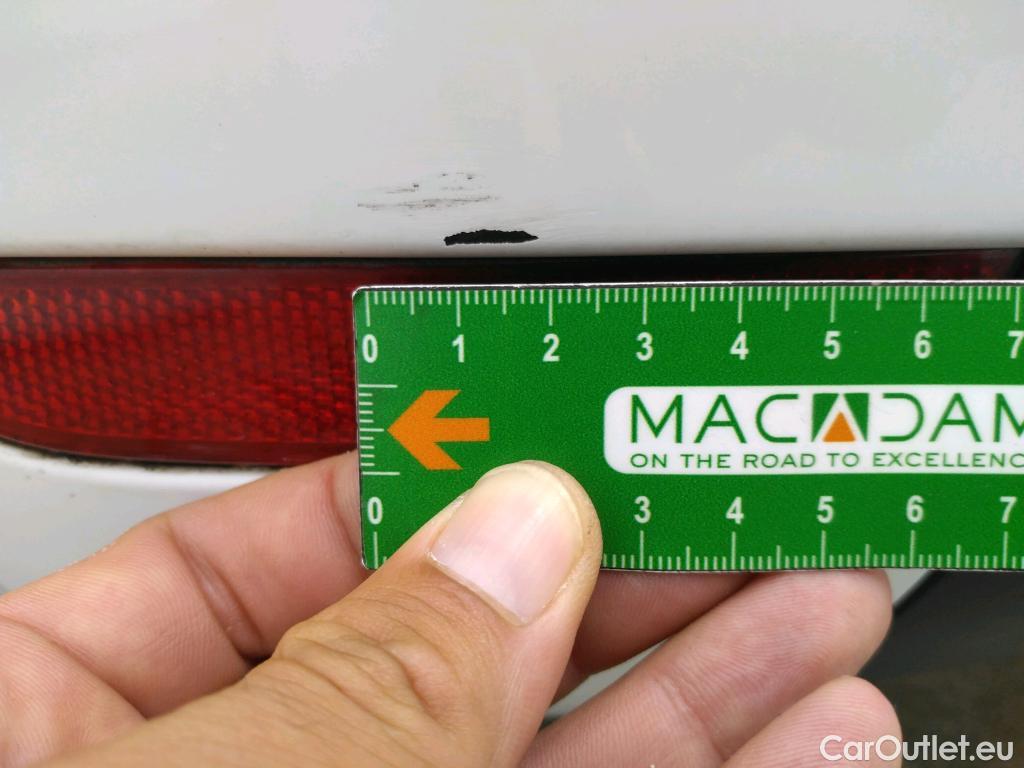 0 1 2 3 4 5 6 7
MACADAM
ON THE ROAD TO EXCELLENC
0 3 4 5 6 7
CarOutlet.eu